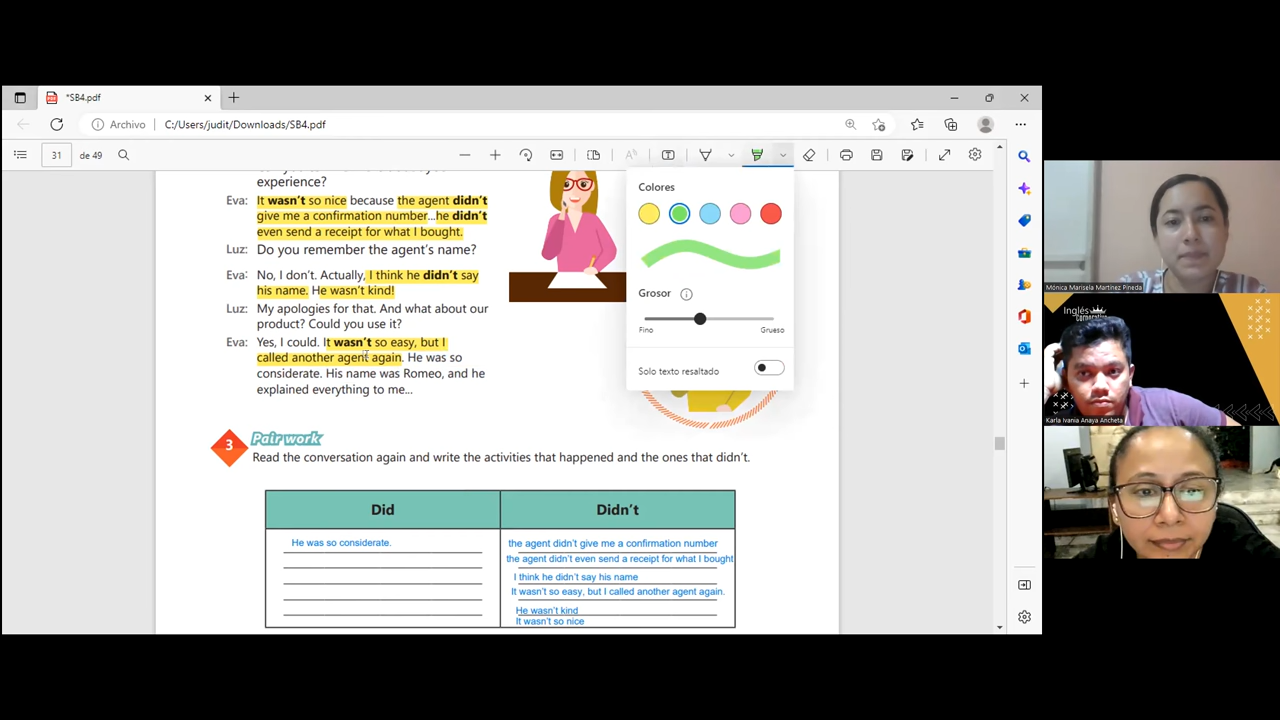 *SB4.pdf
Archivo
C:/Users/judit/Downloads/SB4.pdf
31
de 49
experience?
Eva: It wasn't so nice because the agent didn't
give me a confirmation number...he didn't
even send a receipt for what I bought.
Luz: Do you remember the agent's name?
Eva: No, I don't. Actually, I think he didn't say
his name. He wasn't kind!
Luz: My apologies for that. And what about our
product? Could you use it?
Eva: Yes, I could. It wasn't so easy, but I
called another agent again. He was so
considerate. His name was Romeo, and he
explained everything to me...
Colores
Grosor
Fino
Grueso
Solo texto resaltado
3
Pair work
Read the conversation again and write the activities that happened and the ones that didn't.
Did
Didn't
He was so considerate.
the agent didn't give me a confirmation number
the agent didn't even send a receipt for what I bought
I think he didn't say his name
It wasn't so easy, but I called another agent again.
He wasn't kind
It wasn't so nice
Mónica Marisela Martínez Pineda
Inglés
Corporativo
Karla Ivania Anaya Ancheta